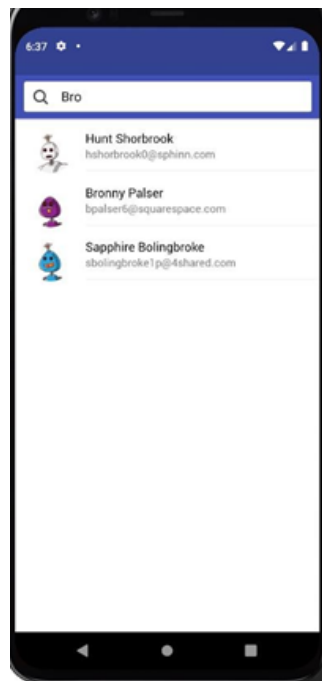 6:37
Bro
Hunt Shorbrook
hshorbrook0@sphinn.com
Bronny Palser
bpalser6@squarespace.com
Sapphire Bolingbroke
sbolingbroke1p@4shared.com